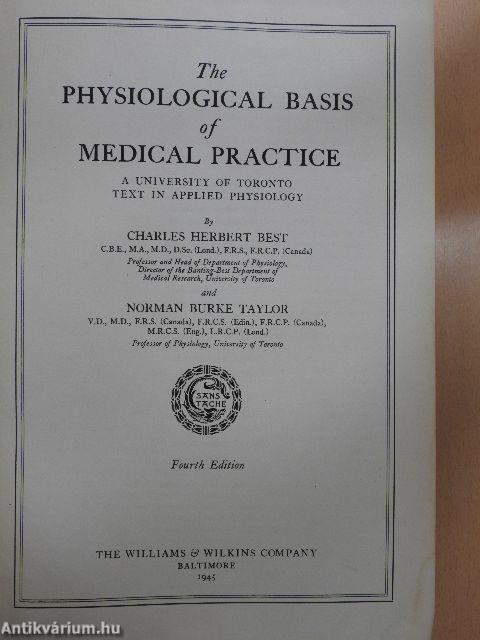 The
PHYSIOLOGICAL BASIS
of
MEDICAL PRACTICE
A UNIVERSITY OF TORONTO
TEXT IN APPLIED PHYSIOLOGY
By
CHARLES HERBERT BEST
C.B.E., M.A., M.D., D.Sc. (Lond.), F.R.S., F.R.C.P. (Canada)
Professor and Head of Department of Physiology,
Director of the Banting-Best Department of
Medical Research, University of Toronto
and
NORMAN BURKE TAYLOR
V.D., M.D., F.R.S. (Canada), F.R.C.S. (Edin.), F.R.C.P. (Canada),
M.R.C.S. (Eng.), L.R.C.P. (Lond.)
Professor of Physiology, University of Toronto
SANS
TACHE
Fourth Edition
THE WILLIAMS & WILKINS COMPANY
BALTIMORE
1945
Antikvárium.hu